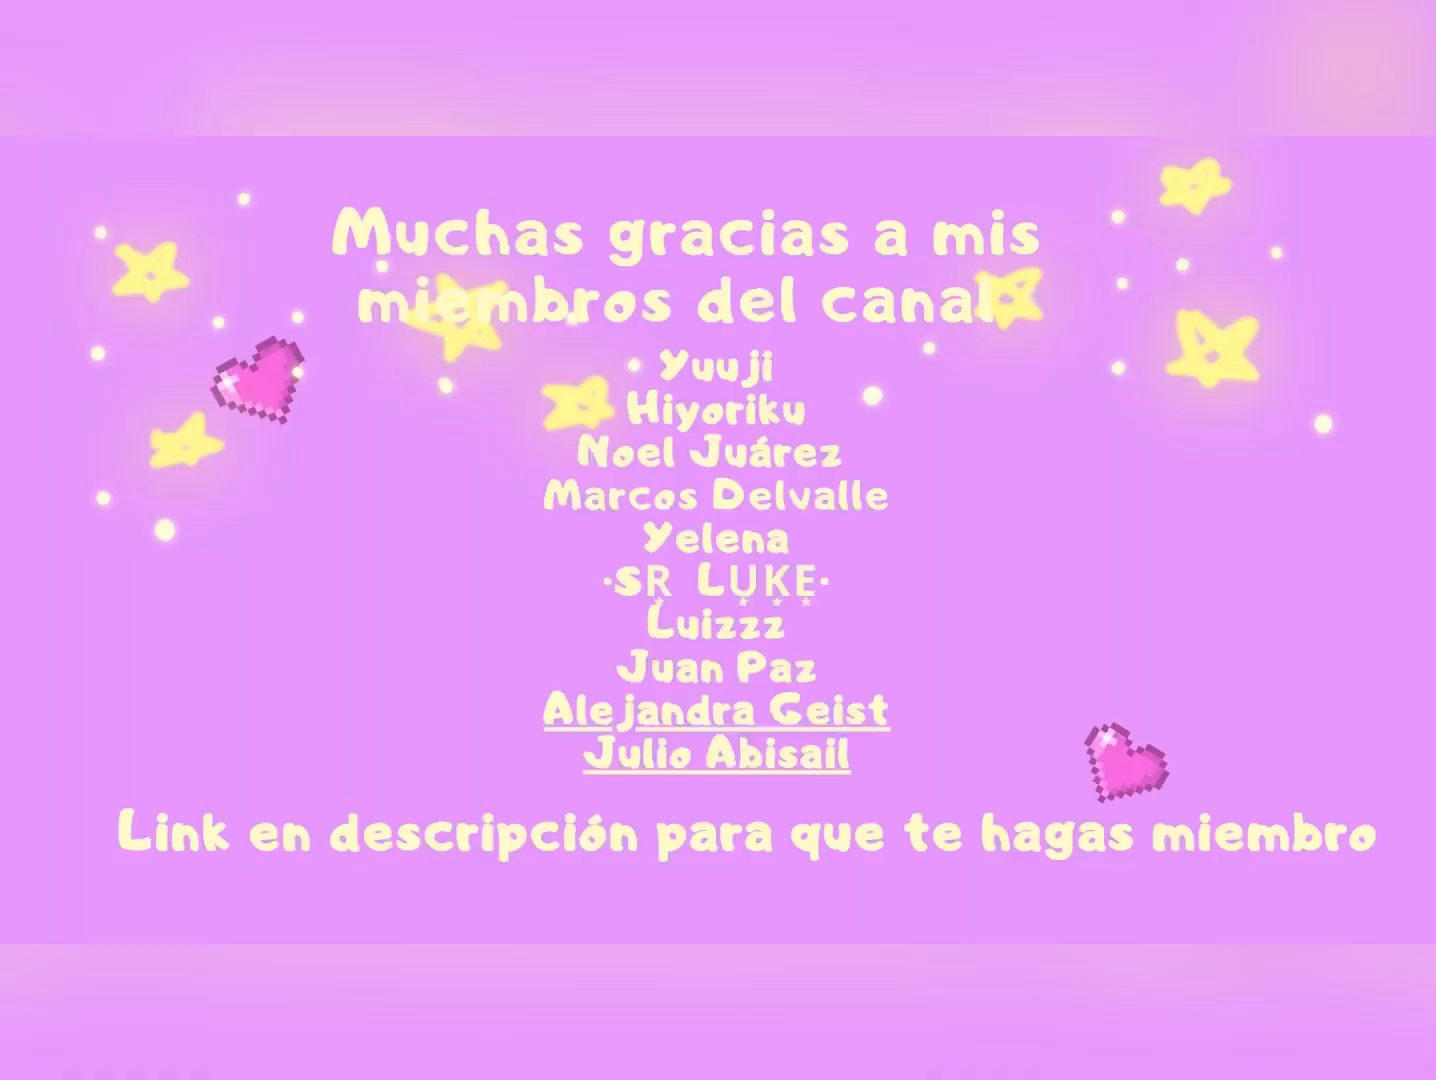 Muchas gracias a mis
miembros del canal
Yuuji
Hiyoriku
Noel Juárez
Marcos Delvalle
Yelena
·SR͙ LU͙K͙E͙·
Luizzz
Juan Paz
Alejandra Geist
Julio Abisail
Link en descripción para que te hagas miembro